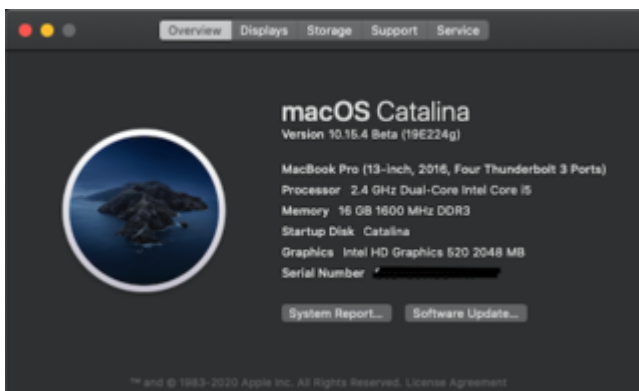 Overview Displays Storage Support Service
macOS Catalina
Version 10.15.4 Beta (19E224g)
MacBook Pro (13-inch, 2016, Four Thunderbolt 3 Ports)
Processor 2.4 GHz Dual-Core Intel Core i5
Memory 16 GB 1600 MHz DDR3
Startup Disk Catalina
Graphics Intel HD Graphics 520 2048 MB
Serial Number
System Report... Software Update...
™ and © 1983-2020 Apple Inc. All Rights Reserved. License Agreement